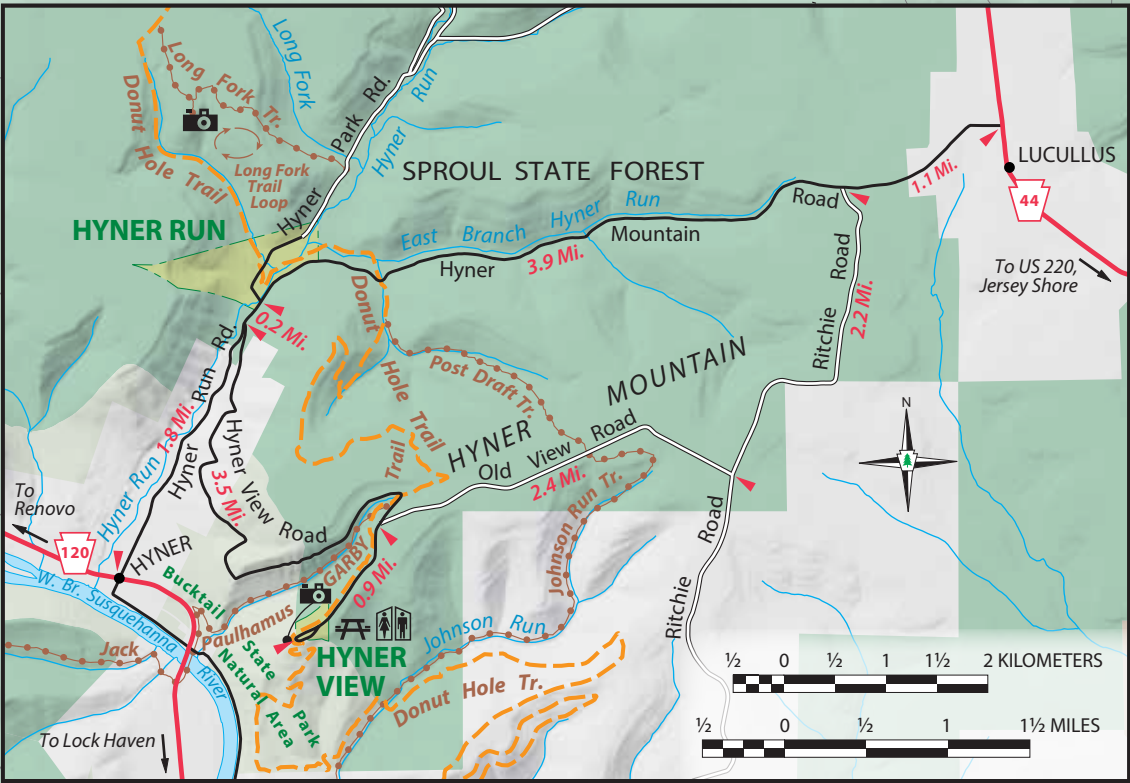 Long Fork
Long Fork Tr.
Park Rd.
Run
Hyner
Donut
Hole Trail
Long Fork
Trail
Loop
Hyner
SPROUL STATE FOREST
LUCULLUS
44
1.1 Mi.
HYNER RUN
East Branch Hyner Run
Road
Mountain
Hyner
3.9 Mi.
To US 220,
Jersey Shore
Ritchie Road
2.2 Mi.
0.2 Mi.
Donut
Hole Trail
Post Draft Tr.
HYNER MOUNTAIN
N
Hyner Run Rd.
1.8 Mi.
Hyner Run
Hyner View Road
3.5 Mi.
Trail
Old View Road
2.4 Mi.
To
Renovo
120
HYNER
GARBY
0.9 Mi.
Johnson Run Tr.
Ritchie Road
W. Br. Susquehanna
River
Bucktail
State Park
Natural Area
Jack Paulhamus
HYNER
VIEW
Johnson Run
Donut Hole Tr.
To Lock Haven
½ 0 ½ 1 1½ 2 KILOMETERS
½ 0 ½ 1 1½ MILES